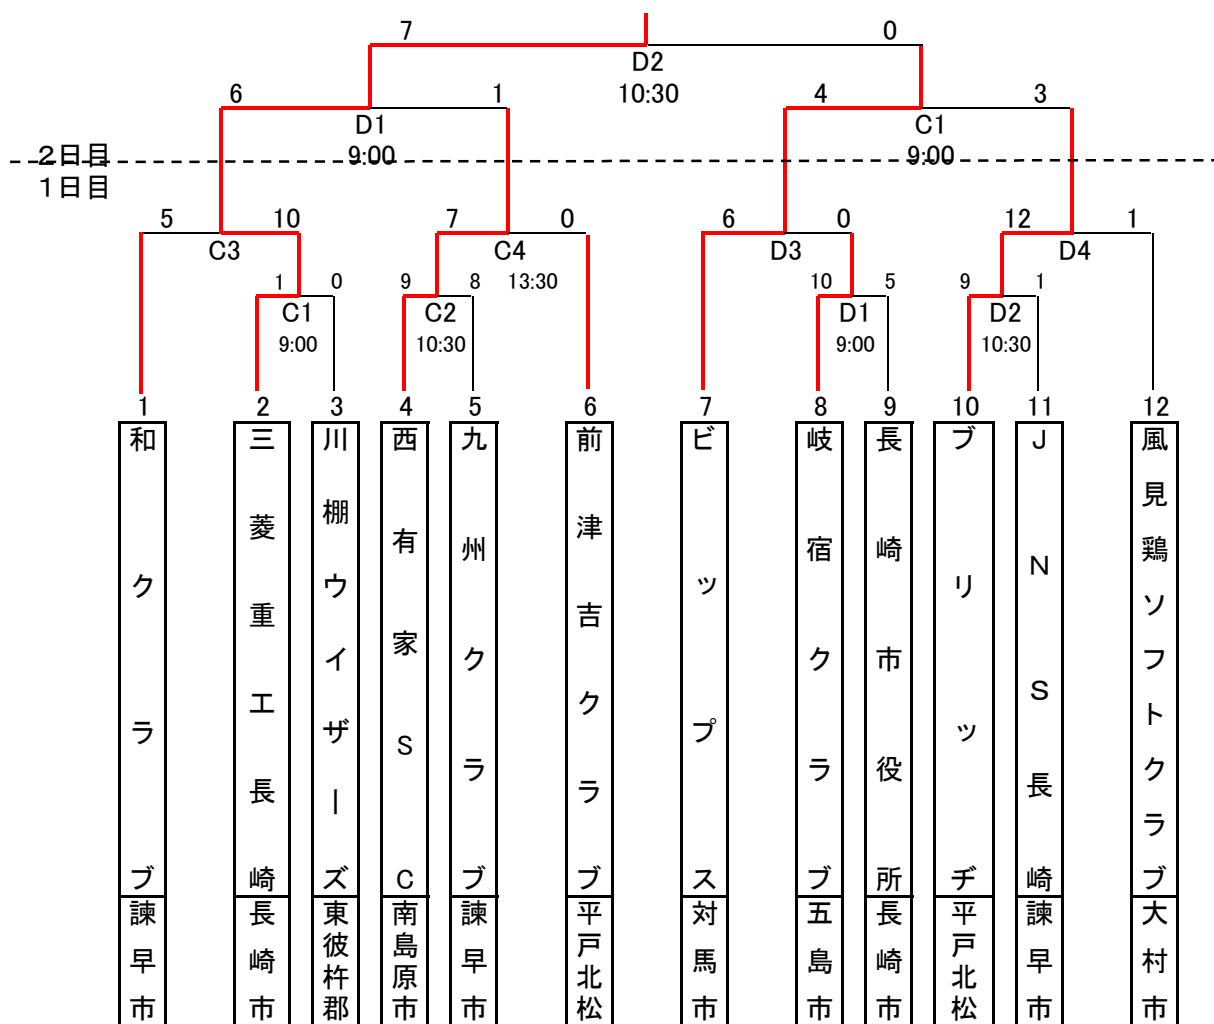 7 0
D2
10:30
6 1 4 3
D1 C1
9:00 9:00
2日目
1日目
5 10 7 0 6 0 12 1
C3 C4 D3 D4
13:30
1 0 9 8 10 5 9 1
C1 C2 D1 D2
9:00 10:30 9:00 10:30
1 2 3 4 5 6 7 8 9 10 11 12
和クラブ
諫早市
三菱重工長崎
長崎市
川棚ウイザーズ
東彼杵郡
西有家SC
南島原市
九州クラブ
諫早市
前津吉クラブ
平戸北松
ビップス
対馬市
岐宿クラブ
五島市
長崎市役所
長崎市
ブリッヂ
平戸北松
JNS長崎
諫早市
風見鶏ソフトクラブ
大村市